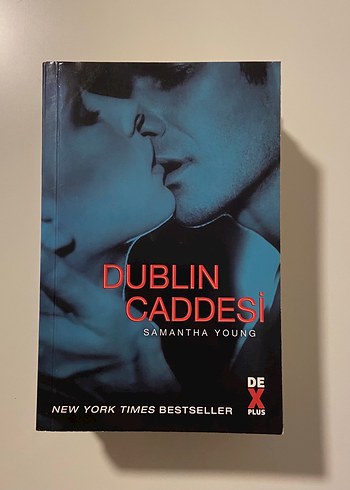 DUBLIN
CADDESİ
SAMANTHA YOUNG
DE
X
PLUS
NEW YORK TIMES BESTSELLER